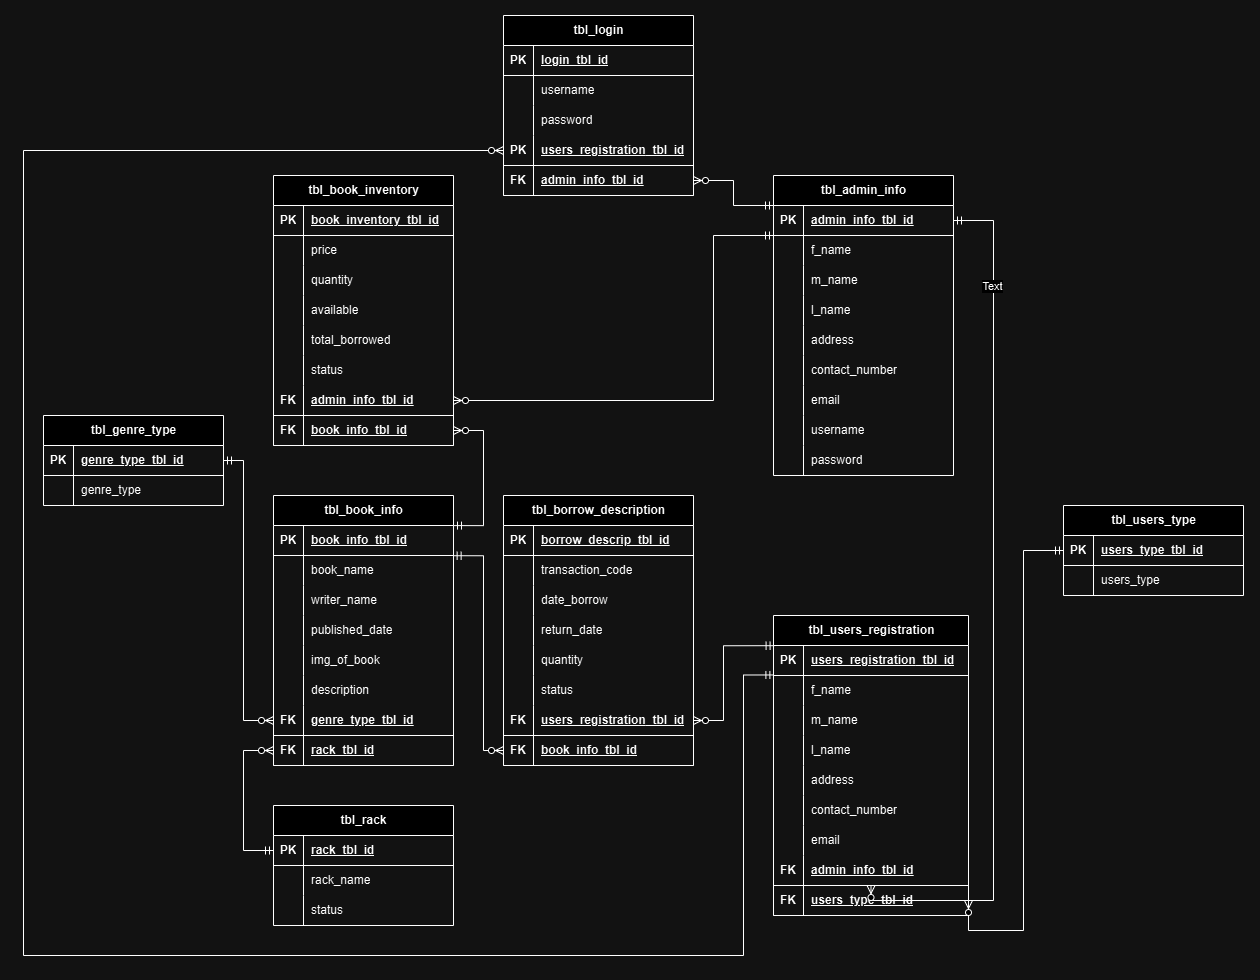 tbl_login
PK login_tbl_id
username
password
PK users_registration_tbl_id
FK admin_info_tbl_id
tbl_book_inventory
PK book_inventory_tbl_id
price
quantity
available
total_borrowed
status
FK admin_info_tbl_id
FK book_info_tbl_id
tbl_admin_info
PK admin_info_tbl_id
f_name
m_name
l_name
address
contact_number
email
username
password
Text
tbl_genre_type
PK genre_type_tbl_id
genre_type
tbl_book_info
PK book_info_tbl_id
book_name
writer_name
published_date
img_of_book
description
FK genre_type_tbl_id
FK rack_tbl_id
tbl_borrow_description
PK borrow_descrip_tbl_id
transaction_code
date_borrow
return_date
quantity
status
FK users_registration_tbl_id
FK book_info_tbl_id
tbl_users_type
PK users_type_tbl_id
users_type
tbl_users_registration
PK users_registration_tbl_id
f_name
m_name
l_name
address
contact_number
email
FK admin_info_tbl_id
FK users_type_tbl_id
tbl_rack
PK rack_tbl_id
rack_name
status